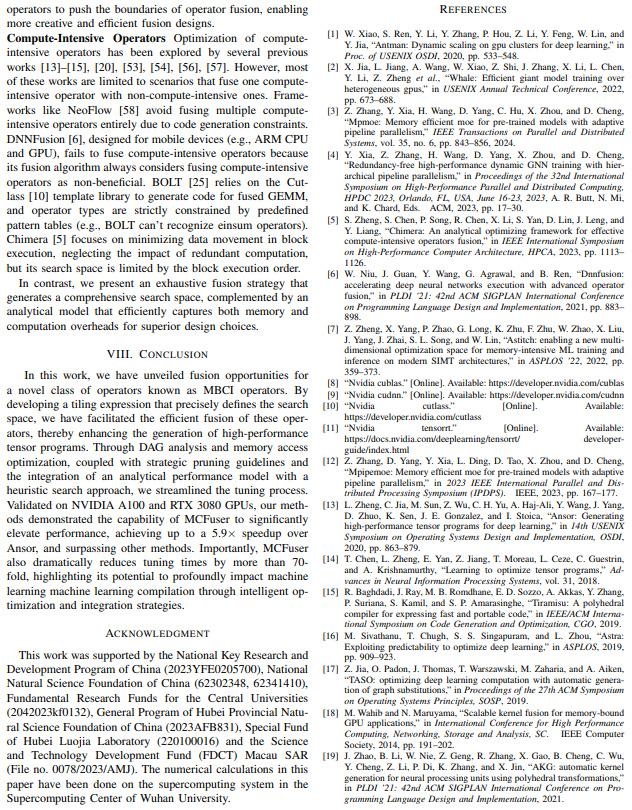 operators to push the boundaries of operator fusion, enabling
more creative and efficient fusion designs.
Compute-Intensive Operators Optimization of compute-
intensive operators has been explored by several previous
works [13]–[15], [20], [53], [54], [56], [57]. However, most
of these works are limited to scenarios that fuse one compute-
intensive operator with non-compute-intensive ones. Frame-
works like NeoFlow [58] avoid fusing multiple compute-
intensive operators entirely due to code generation constraints.
DNNFusion [6], designed for mobile devices (e.g., ARM CPU
and GPU), fails to fuse compute-intensive operators because
its fusion algorithm always considers fusing compute-intensive
operators as non-beneficial. BOLT [25] relies on the Cut-
lass [10] template library to generate code for fused GEMM,
and operator types are strictly constrained by predefined
pattern tables (e.g., BOLT can't recognize einsum operators).
Chimera [5] focuses on minimizing data movement in block
execution, neglecting the impact of redundant computation,
but its search space is limited by the block execution order.
In contrast, we present an exhaustive fusion strategy that
generates a comprehensive search space, complemented by an
analytical model that efficiently captures both memory and
computation overheads for superior design choices.
VIII. CONCLUSION
In this work, we have unveiled fusion opportunities for
a novel class of operators known as MBCI operators. By
developing a tiling expression that precisely defines the search
space, we have facilitated the efficient fusion of these oper-
ators, thereby enhancing the generation of high-performance
tensor programs. Through DAG analysis and memory access
optimization, coupled with strategic pruning guidelines and
the integration of an analytical performance model with a
heuristic search approach, we streamlined the tuning process.
Validated on NVIDIA A100 and RTX 3080 GPUs, our meth-
ods demonstrated the capability of MCFuser to significantly
elevate performance, achieving up to a 5.9× speedup over
Ansor, and surpassing other methods. Importantly, MCFuser
also dramatically reduces tuning times by more than 70-
fold, highlighting its potential to profoundly impact machine
learning machine learning compilation through intelligent op-
timization and integration strategies.
ACKNOWLEDGMENT
This work was supported by the National Key Research and
Development Program of China (2023YFE0205700), National
Natural Science Foundation of China (62302348, 62341410),
Fundamental Research Funds for the Central Universities
(2042023kf0132), General Program of Hubei Provincial Natu-
ral Science Foundation of China (2023AFB831), Special Fund
of Hubei Luojia Laboratory (220100016) and the Science
and Technology Development Fund (FDCT) Macau SAR
(File no. 0078/2023/AMJ). The numerical calculations in this
paper have been done on the supercomputing system in the
Supercomputing Center of Wuhan University.
REFERENCES
[1] W. Xiao, S. Ren, Y. Li, Y. Zhang, P. Hou, Z. Li, Y. Feng, W. Lin, and
Y. Jia, “Antman: Dynamic scaling on gpu clusters for deep learning,” in
Proc. of USENIX OSDI, 2020, pp. 533–548.
[2] X. Jia, L. Jiang, A. Wang, W. Xiao, Z. Shi, J. Zhang, X. Li, L. Chen,
Y. Li, Z. Zheng et al., “Whale: Efficient giant model training over
heterogeneous gpus,” in USENIX Annual Technical Conference, 2022,
pp. 673–688.
[3] Z. Zhang, Y. Xia, H. Wang, D. Yang, C. Hu, X. Zhou, and D. Cheng,
“Mpmoe: Memory efficient moe for pre-trained models with adaptive
pipeline parallelism,” IEEE Transactions on Parallel and Distributed
Systems, vol. 35, no. 6, pp. 843–856, 2024.
[4] Y. Xia, Z. Zhang, H. Wang, D. Yang, X. Zhou, and D. Cheng,
“Redundancy-free high-performance dynamic GNN training with hier-
archical pipeline parallelism,” in Proceedings of the 32nd International
Symposium on High-Performance Parallel and Distributed Computing,
HPDC 2023, Orlando, FL, USA, June 16-23, 2023, A. R. Butt, N. Mi,
and K. Chard, Eds. ACM, 2023, pp. 17–30.
[5] S. Zheng, S. Chen, P. Song, R. Chen, X. Li, S. Yan, D. Lin, J. Leng, and
Y. Liang, “Chimera: An analytical optimizing framework for effective
compute-intensive operators fusion,” in IEEE International Symposium
on High-Performance Computer Architecture, HPCA, 2023, pp. 1113–
1126.
[6] W. Niu, J. Guan, Y. Wang, G. Agrawal, and B. Ren, “Dnnfusion:
accelerating deep neural networks execution with advanced operator
fusion,” in PLDI '21: 42nd ACM SIGPLAN International Conference
on Programming Language Design and Implementation, 2021, pp. 883–
898.
[7] Z. Zheng, X. Yang, P. Zhao, G. Long, K. Zhu, F. Zhu, W. Zhao, X. Liu,
J. Yang, J. Zhai, S. L. Song, and W. Lin, “Astitch: enabling a new multi-
dimensional optimization space for memory-intensive ML training and
inference on modern SIMT architectures,” in ASPLOS '22, 2022, pp.
359–373.
[8] “Nvidia cublas.” [Online]. Available: https://developer.nvidia.com/cublas
[9] “Nvidia cudnn.” [Online]. Available: https://developer.nvidia.com/cudnn
[10] “Nvidia cutlass.” [Online]. Available:
https://developer.nvidia.com/cutlass
[11] “Nvidia tensorrt.” [Online]. Available:
https://docs.nvidia.com/deeplearning/tensorrt/ developer-
guide/index.html
[12] Z. Zhang, D. Yang, Y. Xia, L. Ding, D. Tao, X. Zhou, and D. Cheng,
“Mpipemoe: Memory efficient moe for pre-trained models with adaptive
pipeline parallelism,” in 2023 IEEE International Parallel and Dis-
tributed Processing Symposium (IPDPS). IEEE, 2023, pp. 167–177.
[13] L. Zheng, C. Jia, M. Sun, Z. Wu, C. H. Yu, A. Haj-Ali, Y. Wang, J. Yang,
D. Zhuo, K. Sen, J. E. Gonzalez, and I. Stoica, “Ansor: Generating
high-performance tensor programs for deep learning,” in 14th USENIX
Symposium on Operating Systems Design and Implementation, OSDI,
2020, pp. 863–879.
[14] T. Chen, L. Zheng, E. Yan, Z. Jiang, T. Moreau, L. Ceze, C. Guestrin,
and A. Krishnamurthy, “Learning to optimize tensor programs,” Ad-
vances in Neural Information Processing Systems, vol. 31, 2018.
[15] R. Baghdadi, J. Ray, M. B. Romdhane, E. D. Sozzo, A. Akkas, Y. Zhang,
P. Suriana, S. Kamil, and S. P. Amarasinghe, “Tiramisu: A polyhedral
compiler for expressing fast and portable code,” in IEEE/ACM Interna-
tional Symposium on Code Generation and Optimization, CGO, 2019.
[16] M. Sivathanu, T. Chugh, S. S. Singapuram, and L. Zhou, “Astra:
Exploiting predictability to optimize deep learning,” in ASPLOS, 2019,
pp. 909–923.
[17] Z. Jia, O. Padon, J. Thomas, T. Warszawski, M. Zaharia, and A. Aiken,
“TASO: optimizing deep learning computation with automatic genera-
tion of graph substitutions,” in Proceedings of the 27th ACM Symposium
on Operating Systems Principles, SOSP, 2019.
[18] M. Wahib and N. Maruyama, “Scalable kernel fusion for memory-bound
GPU applications,” in International Conference for High Performance
Computing, Networking, Storage and Analysis, SC. IEEE Computer
Society, 2014, pp. 191–202.
[19] J. Zhao, B. Li, W. Nie, Z. Geng, R. Zhang, X. Gao, B. Cheng, C. Wu,
Y. Cheng, Z. Li, P. Di, K. Zhang, and X. Jin, “AKG: automatic kernel
generation for neural processing units using polyhedral transformations,”
in PLDI '21: 42nd ACM SIGPLAN International Conference on Pro-
gramming Language Design and Implementation, 2021.